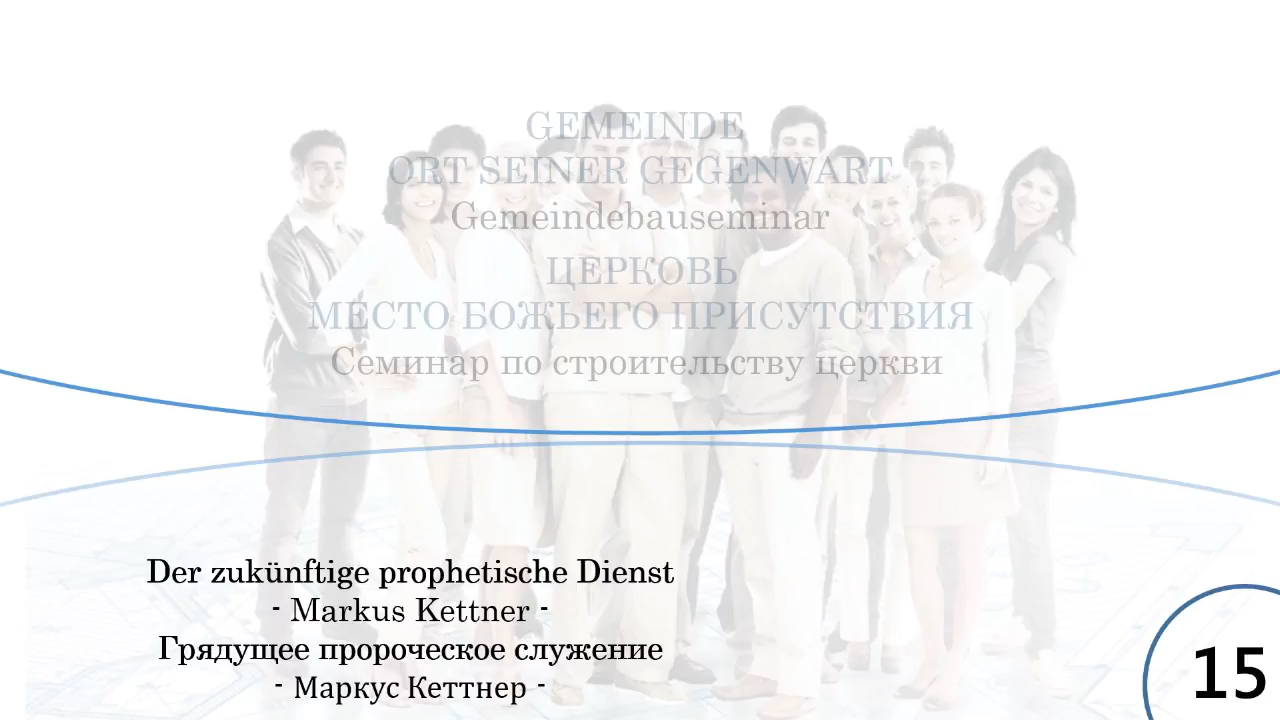 GEMEINDE
ORT SEINER GEGENWART
Gemeindebauseminar
ЦЕРКОВЬ
МЕСТО БОЖЬЕГО ПРИСУТСТВИЯ
Семинар по строительству церкви
Der zukünftige prophetische Dienst
- Markus Kettner -
Грядущее пророческое служение
- Маркус Кеттнер -
15